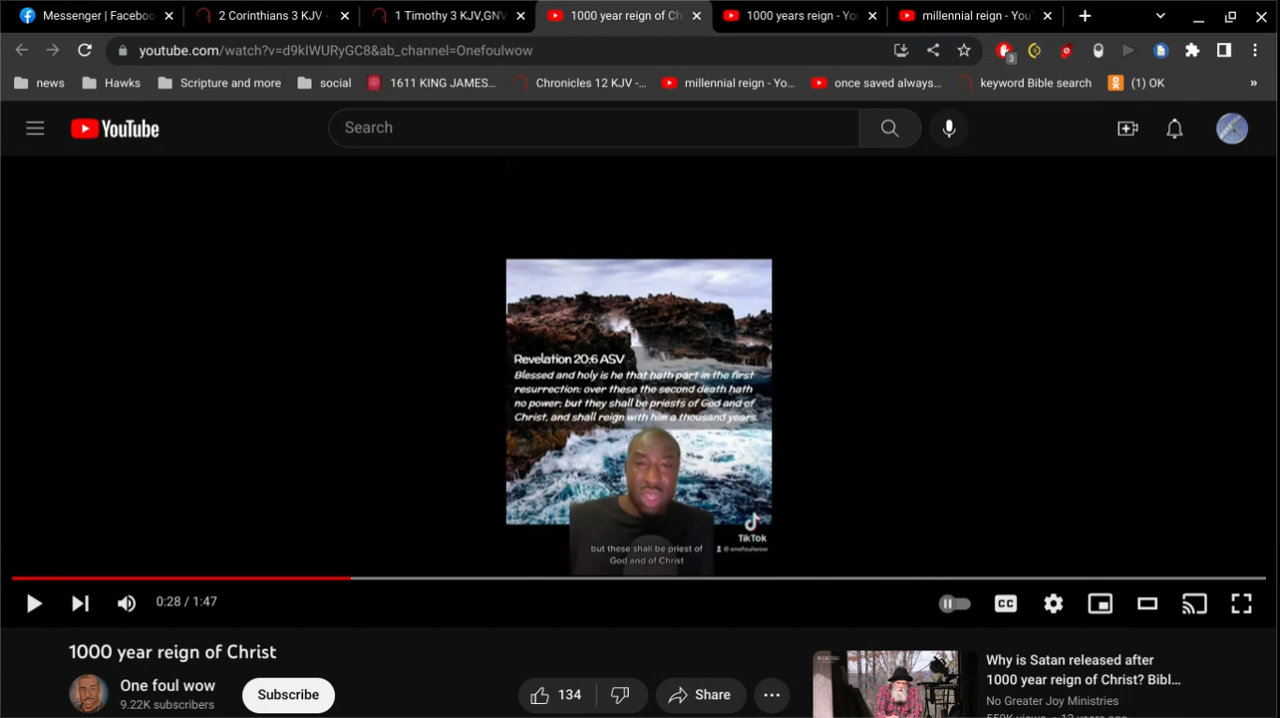 Messenger | Faceboo
2 Corinthians 3 KJV -
1 Timothy 3 KJV,GNV
1000 year reign of Ch
1000 years reign - You
millennial reign - You
youtube.com/watch?v=d9kIWURyGC8&ab_channel=Onefoulwow
3
news
Hawks
Scripture and more
social
1611 KING JAMES...
Chronicles 12 KJV -...
millennial reign - Yo...
once saved always...
keyword Bible search
(1) OK
»
YouTube
Search
Revelation 20:6 ASV
Blessed and holy is he that hath part in the first
resurrection: over these the second death hath
no power; but they shall be priests of God and of
Christ, and shall reign with him a thousand years.
TikTok
@onefoulwow
but these shall be priest of
God and of Christ
0:28 / 1:47
CC
1000 year reign of Christ
One foul wow
9.22K subscribers
Subscribe
134
Share
Why is Satan released after
1000 year reign of Christ? Bibl...
No Greater Joy Ministries